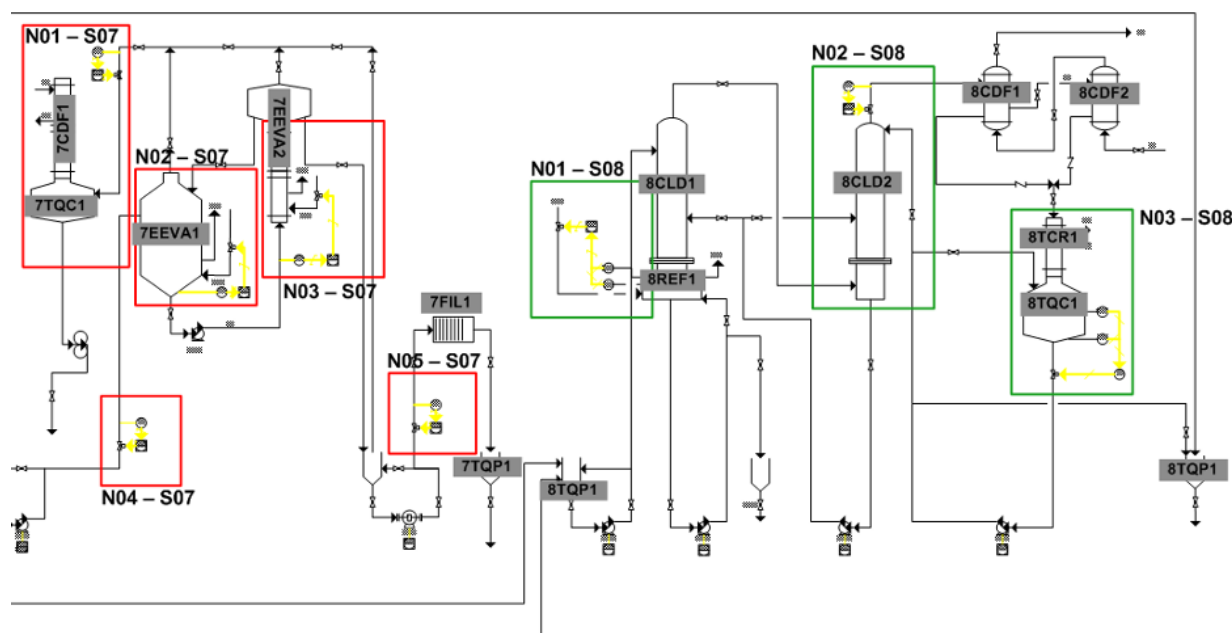 N01 – S07
7CDF1
7TQC1
N02 – S07
7EEVA1
7EEVA2
N03 – S07
N04 – S07
7FIL1
N05 – S07
7TQP1
N01 – S08
8CLD1
8REF1
8TQP1
N02 – S08
8CLD2
8CDF1
8CDF2
N03 – S08
8TCR1
8TQC1
8TQP1